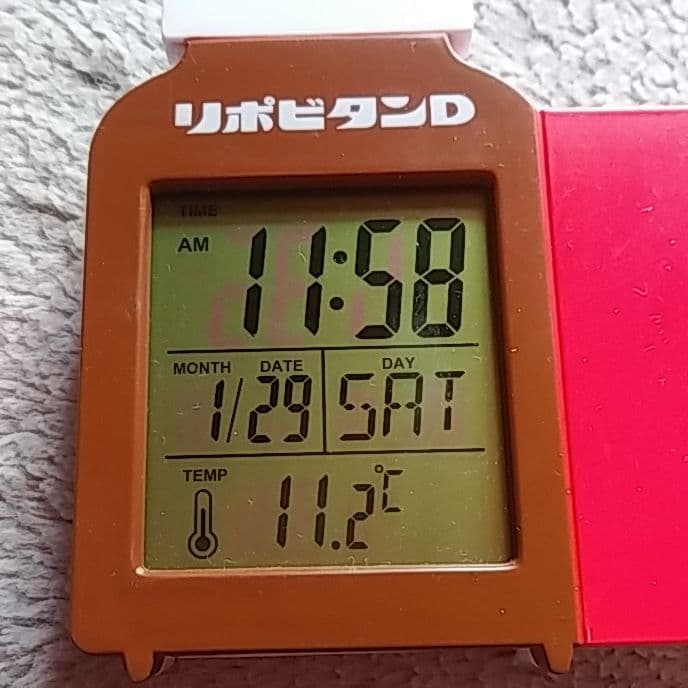 リポビタンD
TIME
AM 11:58
MONTH DATE DAY
1/29 SAT
TEMP
11.2℃